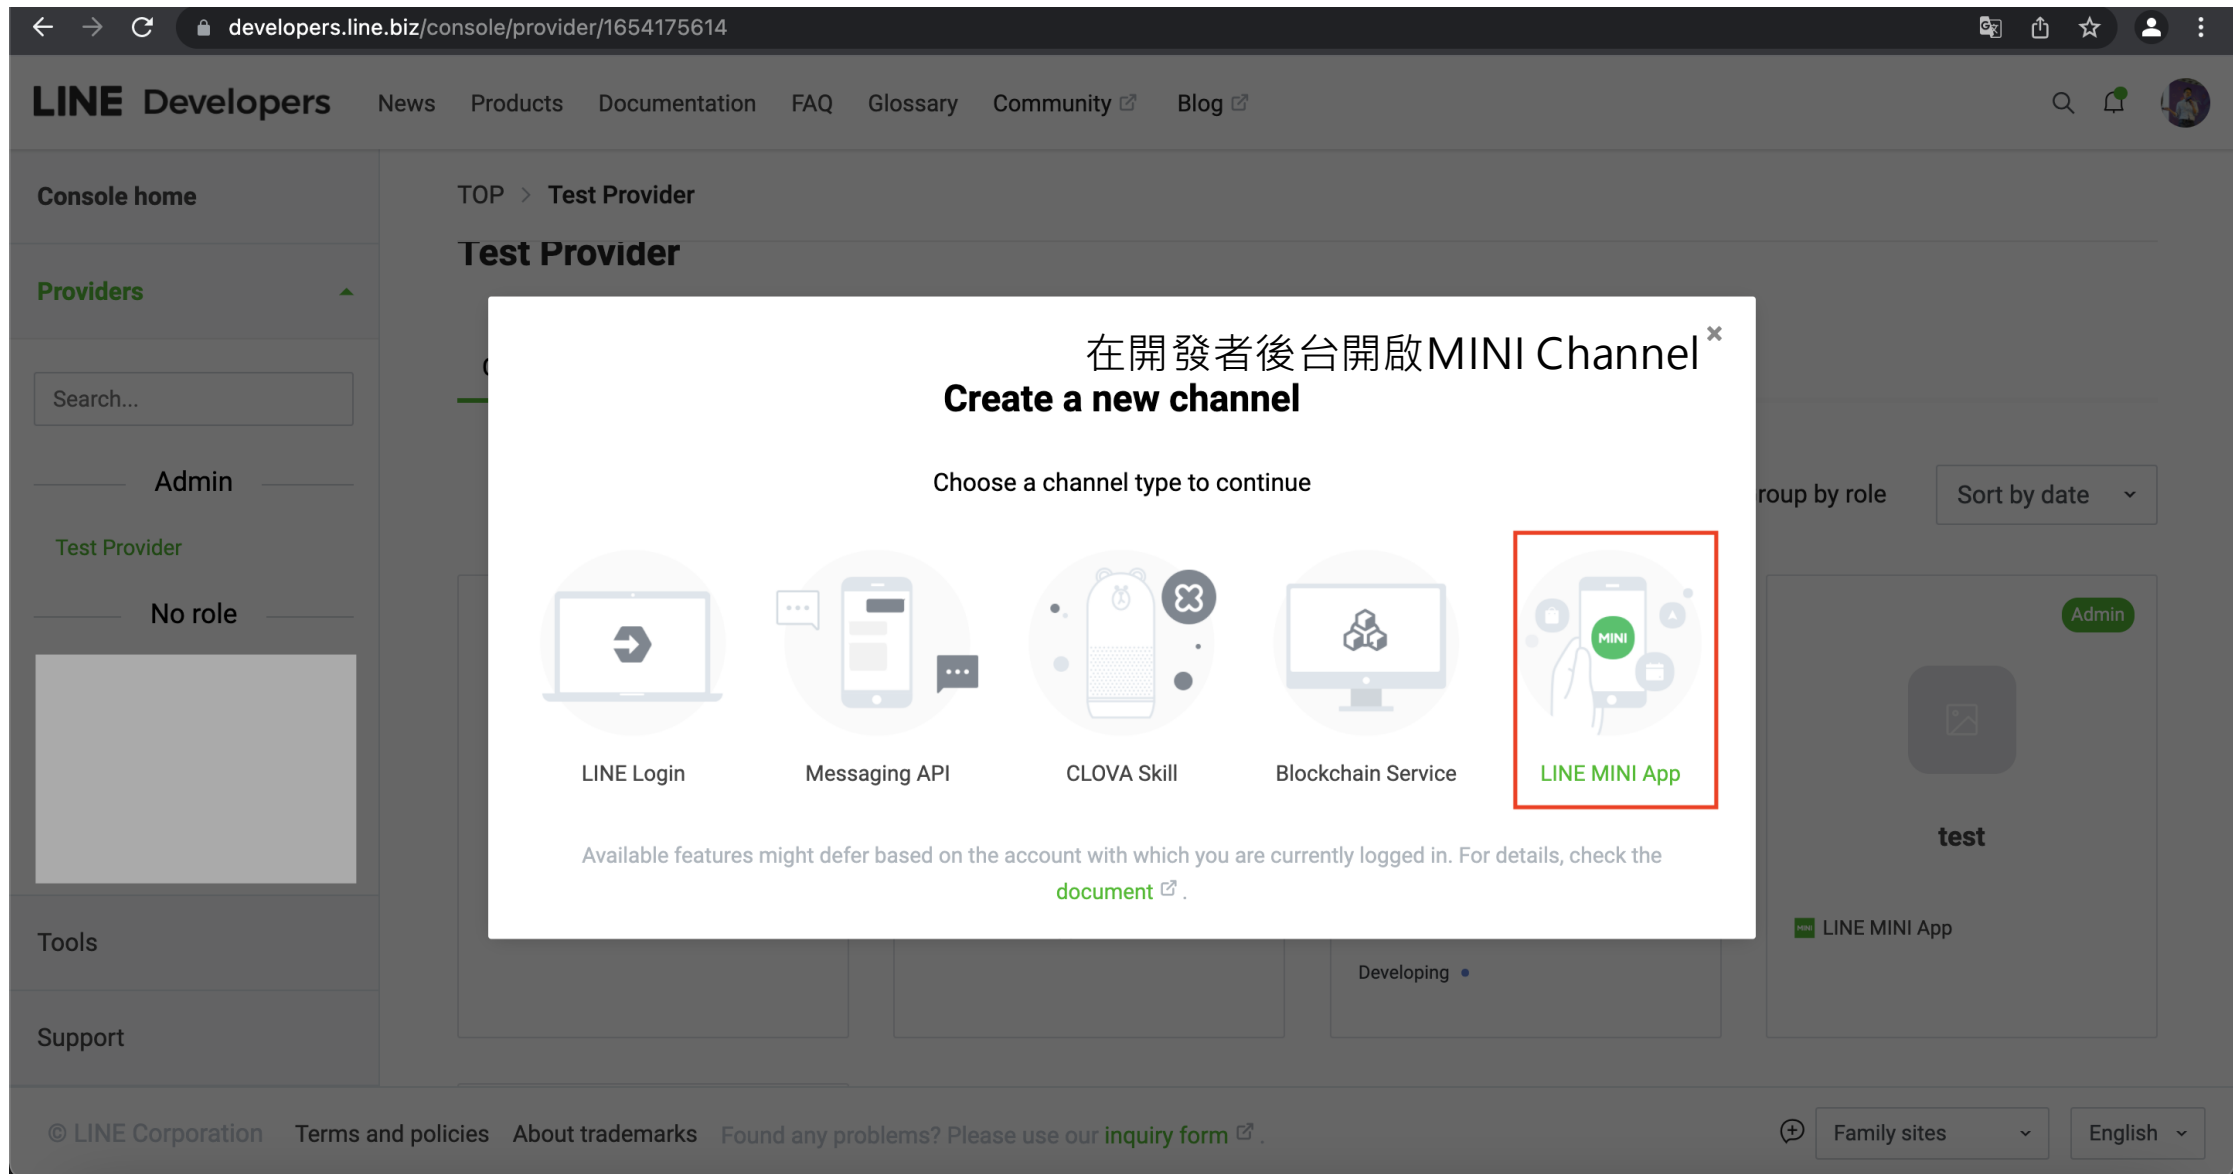 developers.line.biz/console/provider/1654175614
LINE Developers
News
Products
Documentation
FAQ
Glossary
Community
Blog
Console home
Providers
Search...
Admin
Test Provider
No role
Tools
Support
TOP > Test Provider
Test Provider
在開發者後台開啟MINI Channel
Create a new channel
Choose a channel type to continue
LINE Login
Messaging API
CLOVA Skill
Blockchain Service
MINI
LINE MINI App
Available features might defer based on the account with which you are currently logged in. For details, check the
document .
by role
Sort by date
Admin
test
LINE MINI App
Developing
© LINE Corporation
Terms and policies
About trademarks
Found any problems? Please use our inquiry form .
Family sites
English